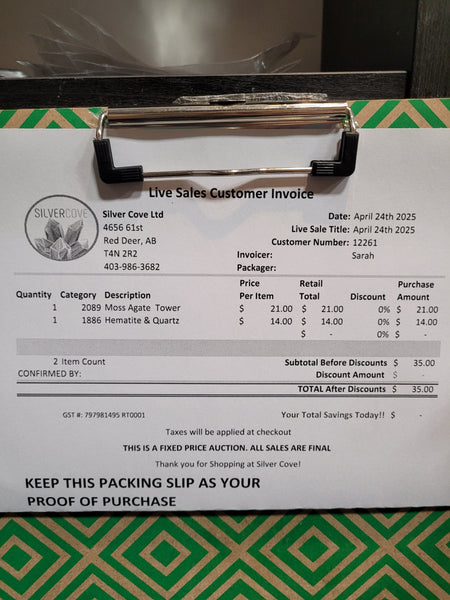 Live Sales Customer Invoice
SILVERCOVE
Silver Cove Ltd
4656 61st
Red Deer, AB
T4N 2R2
403-986-3682
Date: April 24th 2025
Live Sale Title: April 24th 2025
Customer Number: 12261
Invoicer: Sarah
Packager:
Quantity Category Description Price Per Item Retail Total Discount Purchase Amount
1 2089 Moss Agate Tower $ 21.00 $ 21.00 0% $ 21.00
1 1886 Hematite & Quartz $ 14.00 $ 14.00 0% $ 14.00
$ - 0% $ -
2 Item Count Subtotal Before Discounts $ 35.00
CONFIRMED BY: Discount Amount $ -
TOTAL After Discounts $ 35.00
GST #: 797981495 RT0001 Your Total Savings Today!! $ -
Taxes will be applied at checkout
THIS IS A FIXED PRICE AUCTION. ALL SALES ARE FINAL
Thank you for Shopping at Silver Cove!
KEEP THIS PACKING SLIP AS YOUR
PROOF OF PURCHASE